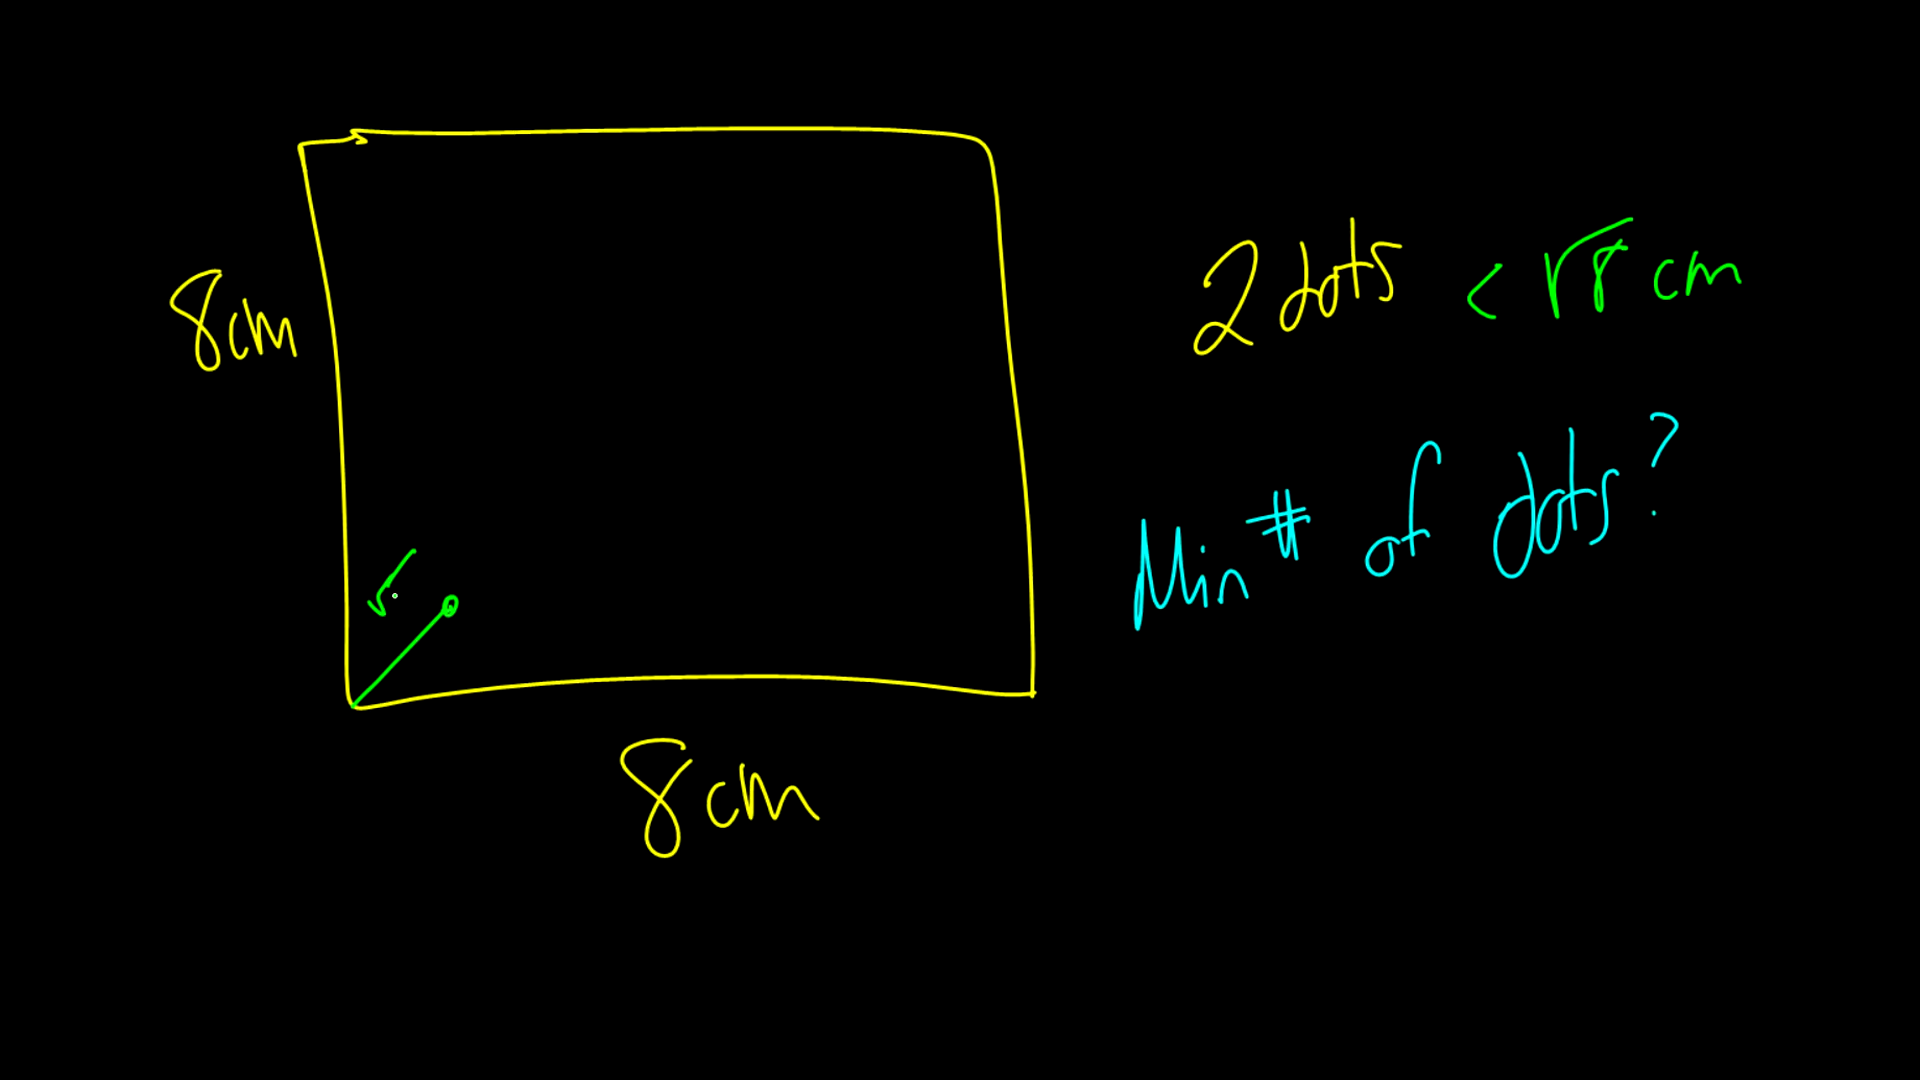 8cm
2 dots < √8 cm
Min # of dots?
√
8cm